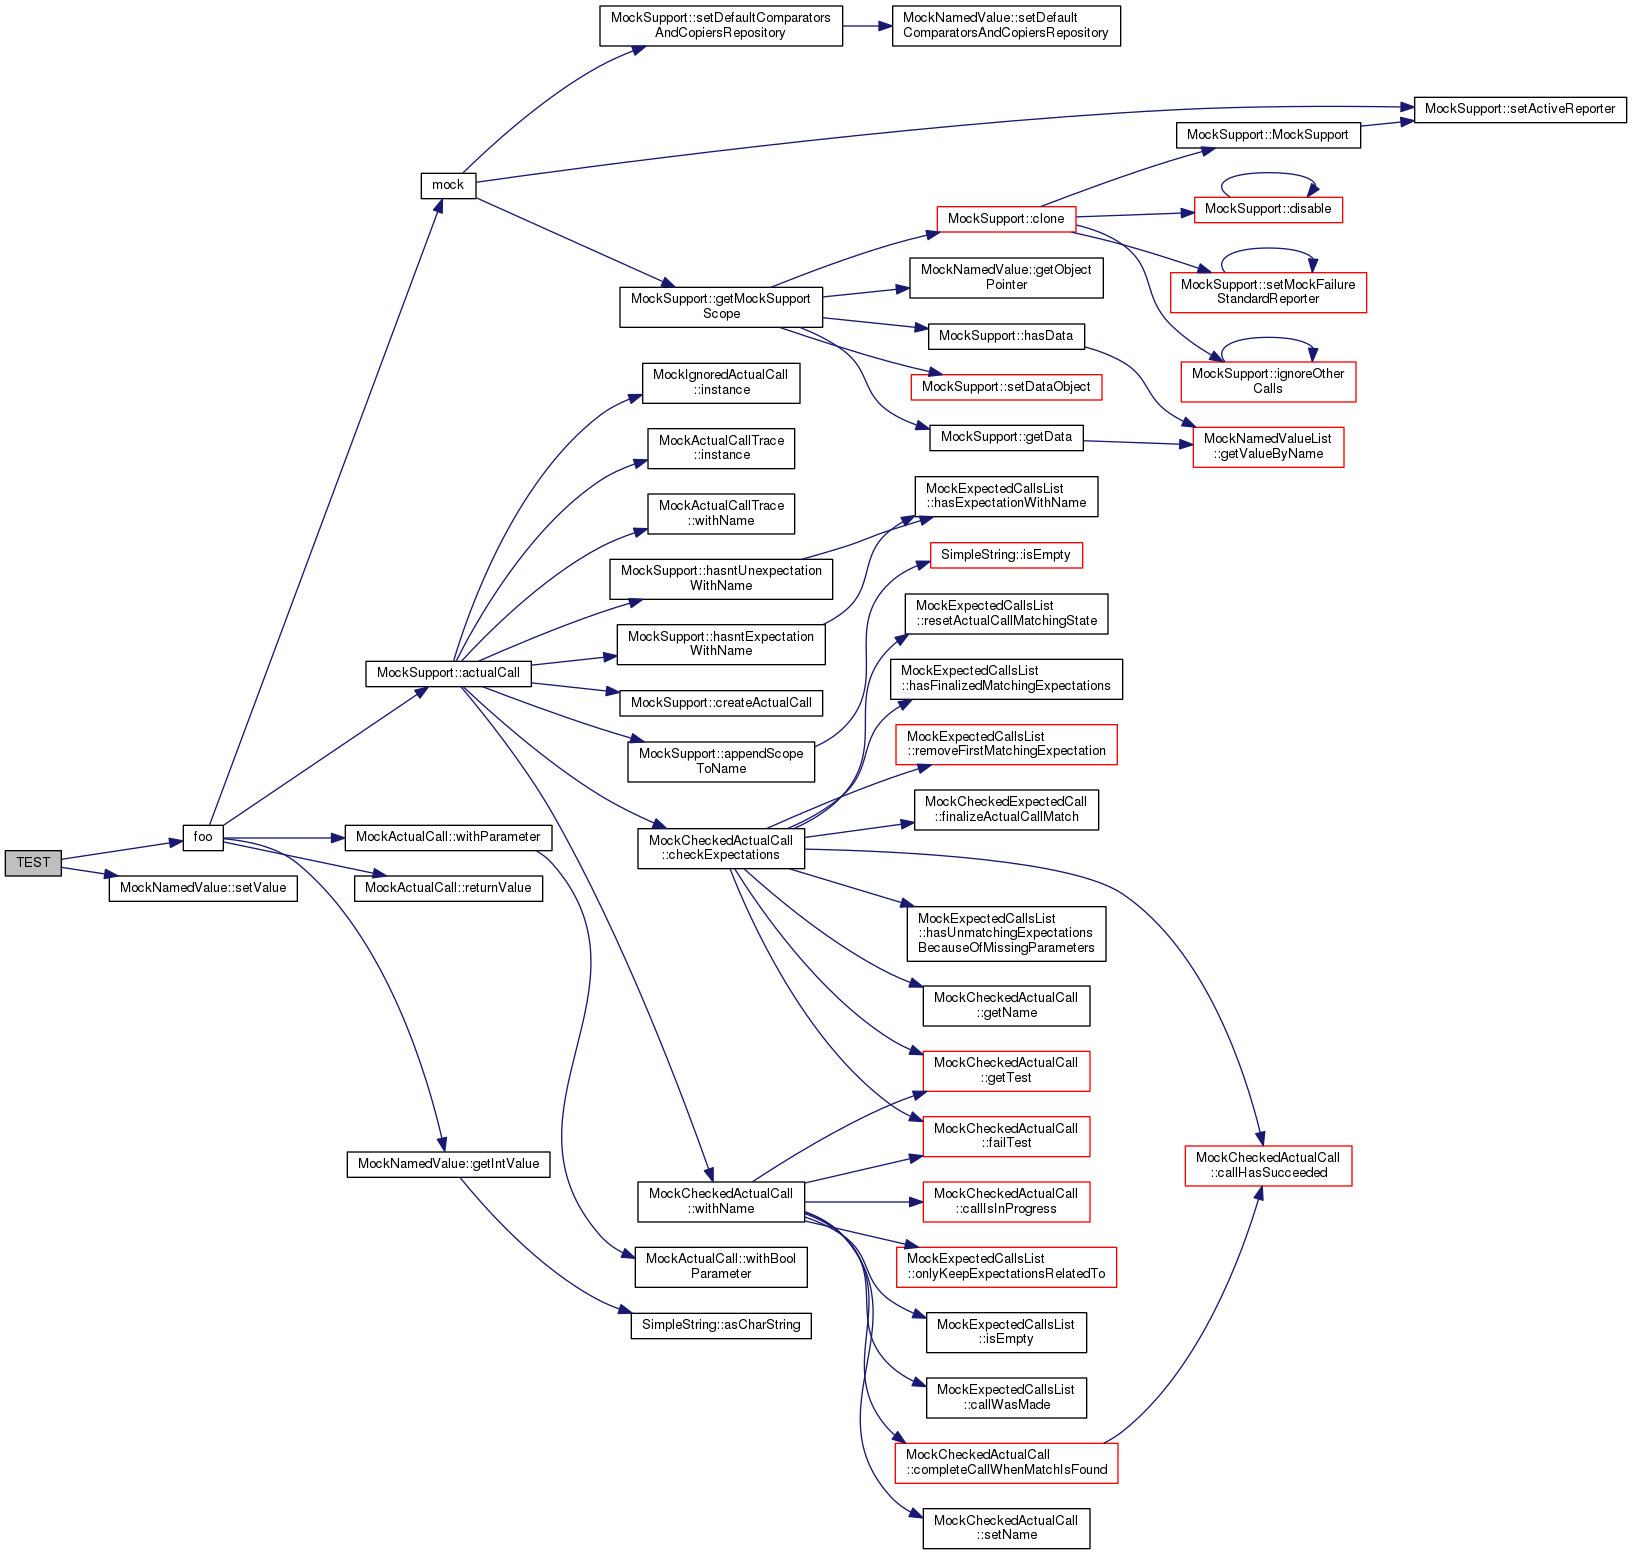 MockSupport::setDefaultComparators
AndCopiersRepository
MockNamedValue::setDefault
ComparatorsAndCopiersRepository
MockSupport::setActiveReporter
MockSupport::MockSupport
mock
MockSupport::disable
MockSupport::clone
MockNamedValue::getObject
Pointer
MockSupport::setMockFailure
StandardReporter
MockSupport::getMockSupport
Scope
MockSupport::hasData
MockSupport::ignoreOther
Calls
MockIgnoredActualCall
::instance
MockSupport::setDataObject
MockSupport::getData
MockNamedValueList
::getValueByName
MockActualCallTrace
::instance
MockExpectedCallsList
::hasExpectationWithName
MockActualCallTrace
::withName
SimpleString::isEmpty
MockSupport::hasntUnexpectation
WithName
MockExpectedCallsList
::resetActualCallMatchingState
MockSupport::hasntExpectation
WithName
MockSupport::actualCall
MockExpectedCallsList
::hasFinalizedMatchingExpectations
MockSupport::createActualCall
MockSupport::appendScope
ToName
MockExpectedCallsList
::removeFirstMatchingExpectation
MockCheckedExpectedCall
::finalizeActualCallMatch
foo
MockActualCall::withParameter
MockCheckedActualCall
::checkExpectations
TEST
MockNamedValue::setValue
MockActualCall::returnValue
MockExpectedCallsList
::hasUnmatchingExpectations
BecauseOfMissingParameters
MockCheckedActualCall
::getName
MockCheckedActualCall
::getTest
MockCheckedActualCall
::failTest
MockNamedValue::getIntValue
MockCheckedActualCall
::callHasSucceeded
MockCheckedActualCall
::withName
MockCheckedActualCall
::callIsInProgress
MockActualCall::withBool
Parameter
MockExpectedCallsList
::onlyKeepExpectationsRelatedTo
SimpleString::asCharString
MockExpectedCallsList
::isEmpty
MockExpectedCallsList
::callWasMade
MockCheckedActualCall
::completeCallWhenMatchIsFound
MockCheckedActualCall
::setName